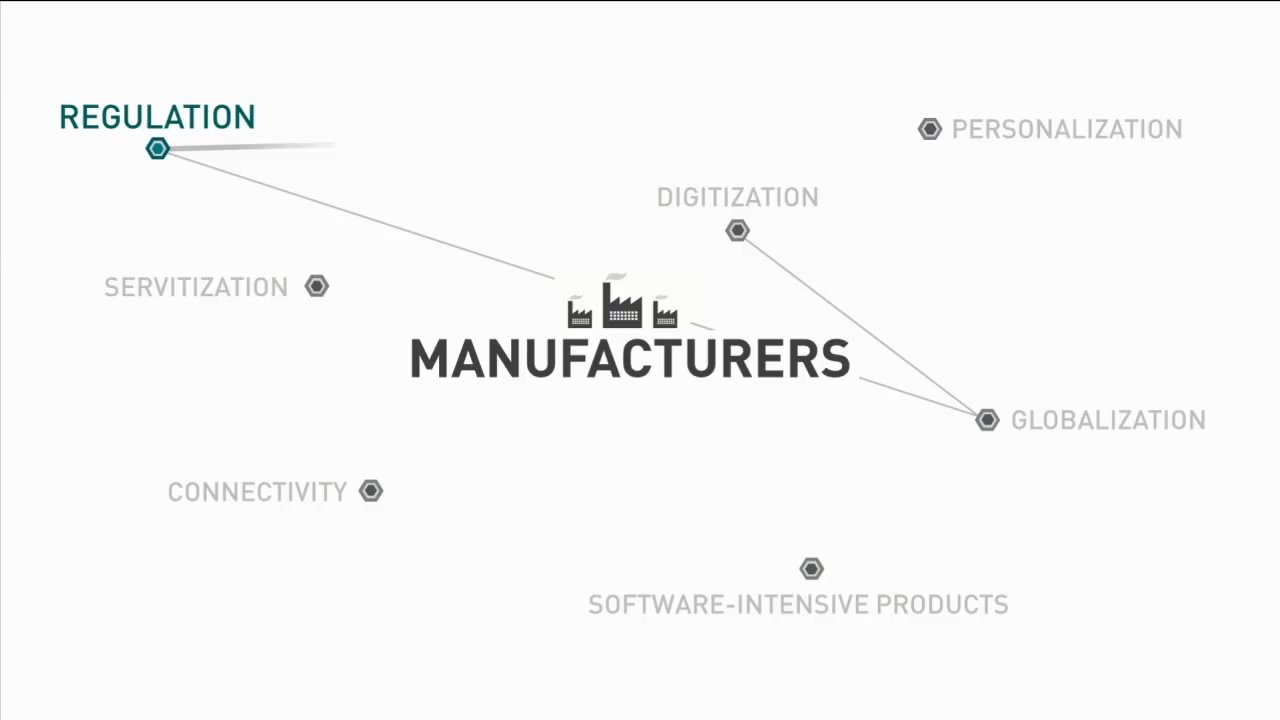 REGULATION
PERSONALIZATION
DIGITIZATION
SERVITIZATION
MANUFACTURERS
GLOBALIZATION
CONNECTIVITY
SOFTWARE-INTENSIVE PRODUCTS